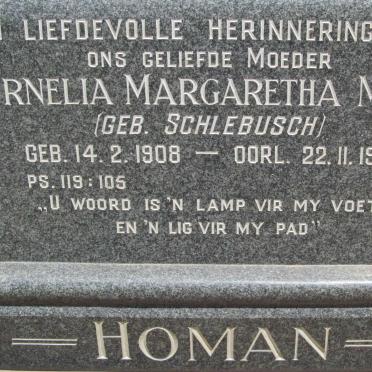 LIEFDEVOLLE HERINNERING
ONS GELIEFDE MOEDER
RNELIA MARGARETHA M
(GEB. SCHLEBUSCH)
GEB. 14.2.1908 — OORL. 22.11.19
PS. 119:105
„U WOORD IS 'N LAMP VIR MY VOET
EN 'N LIG VIR MY PAD"
HOMAN